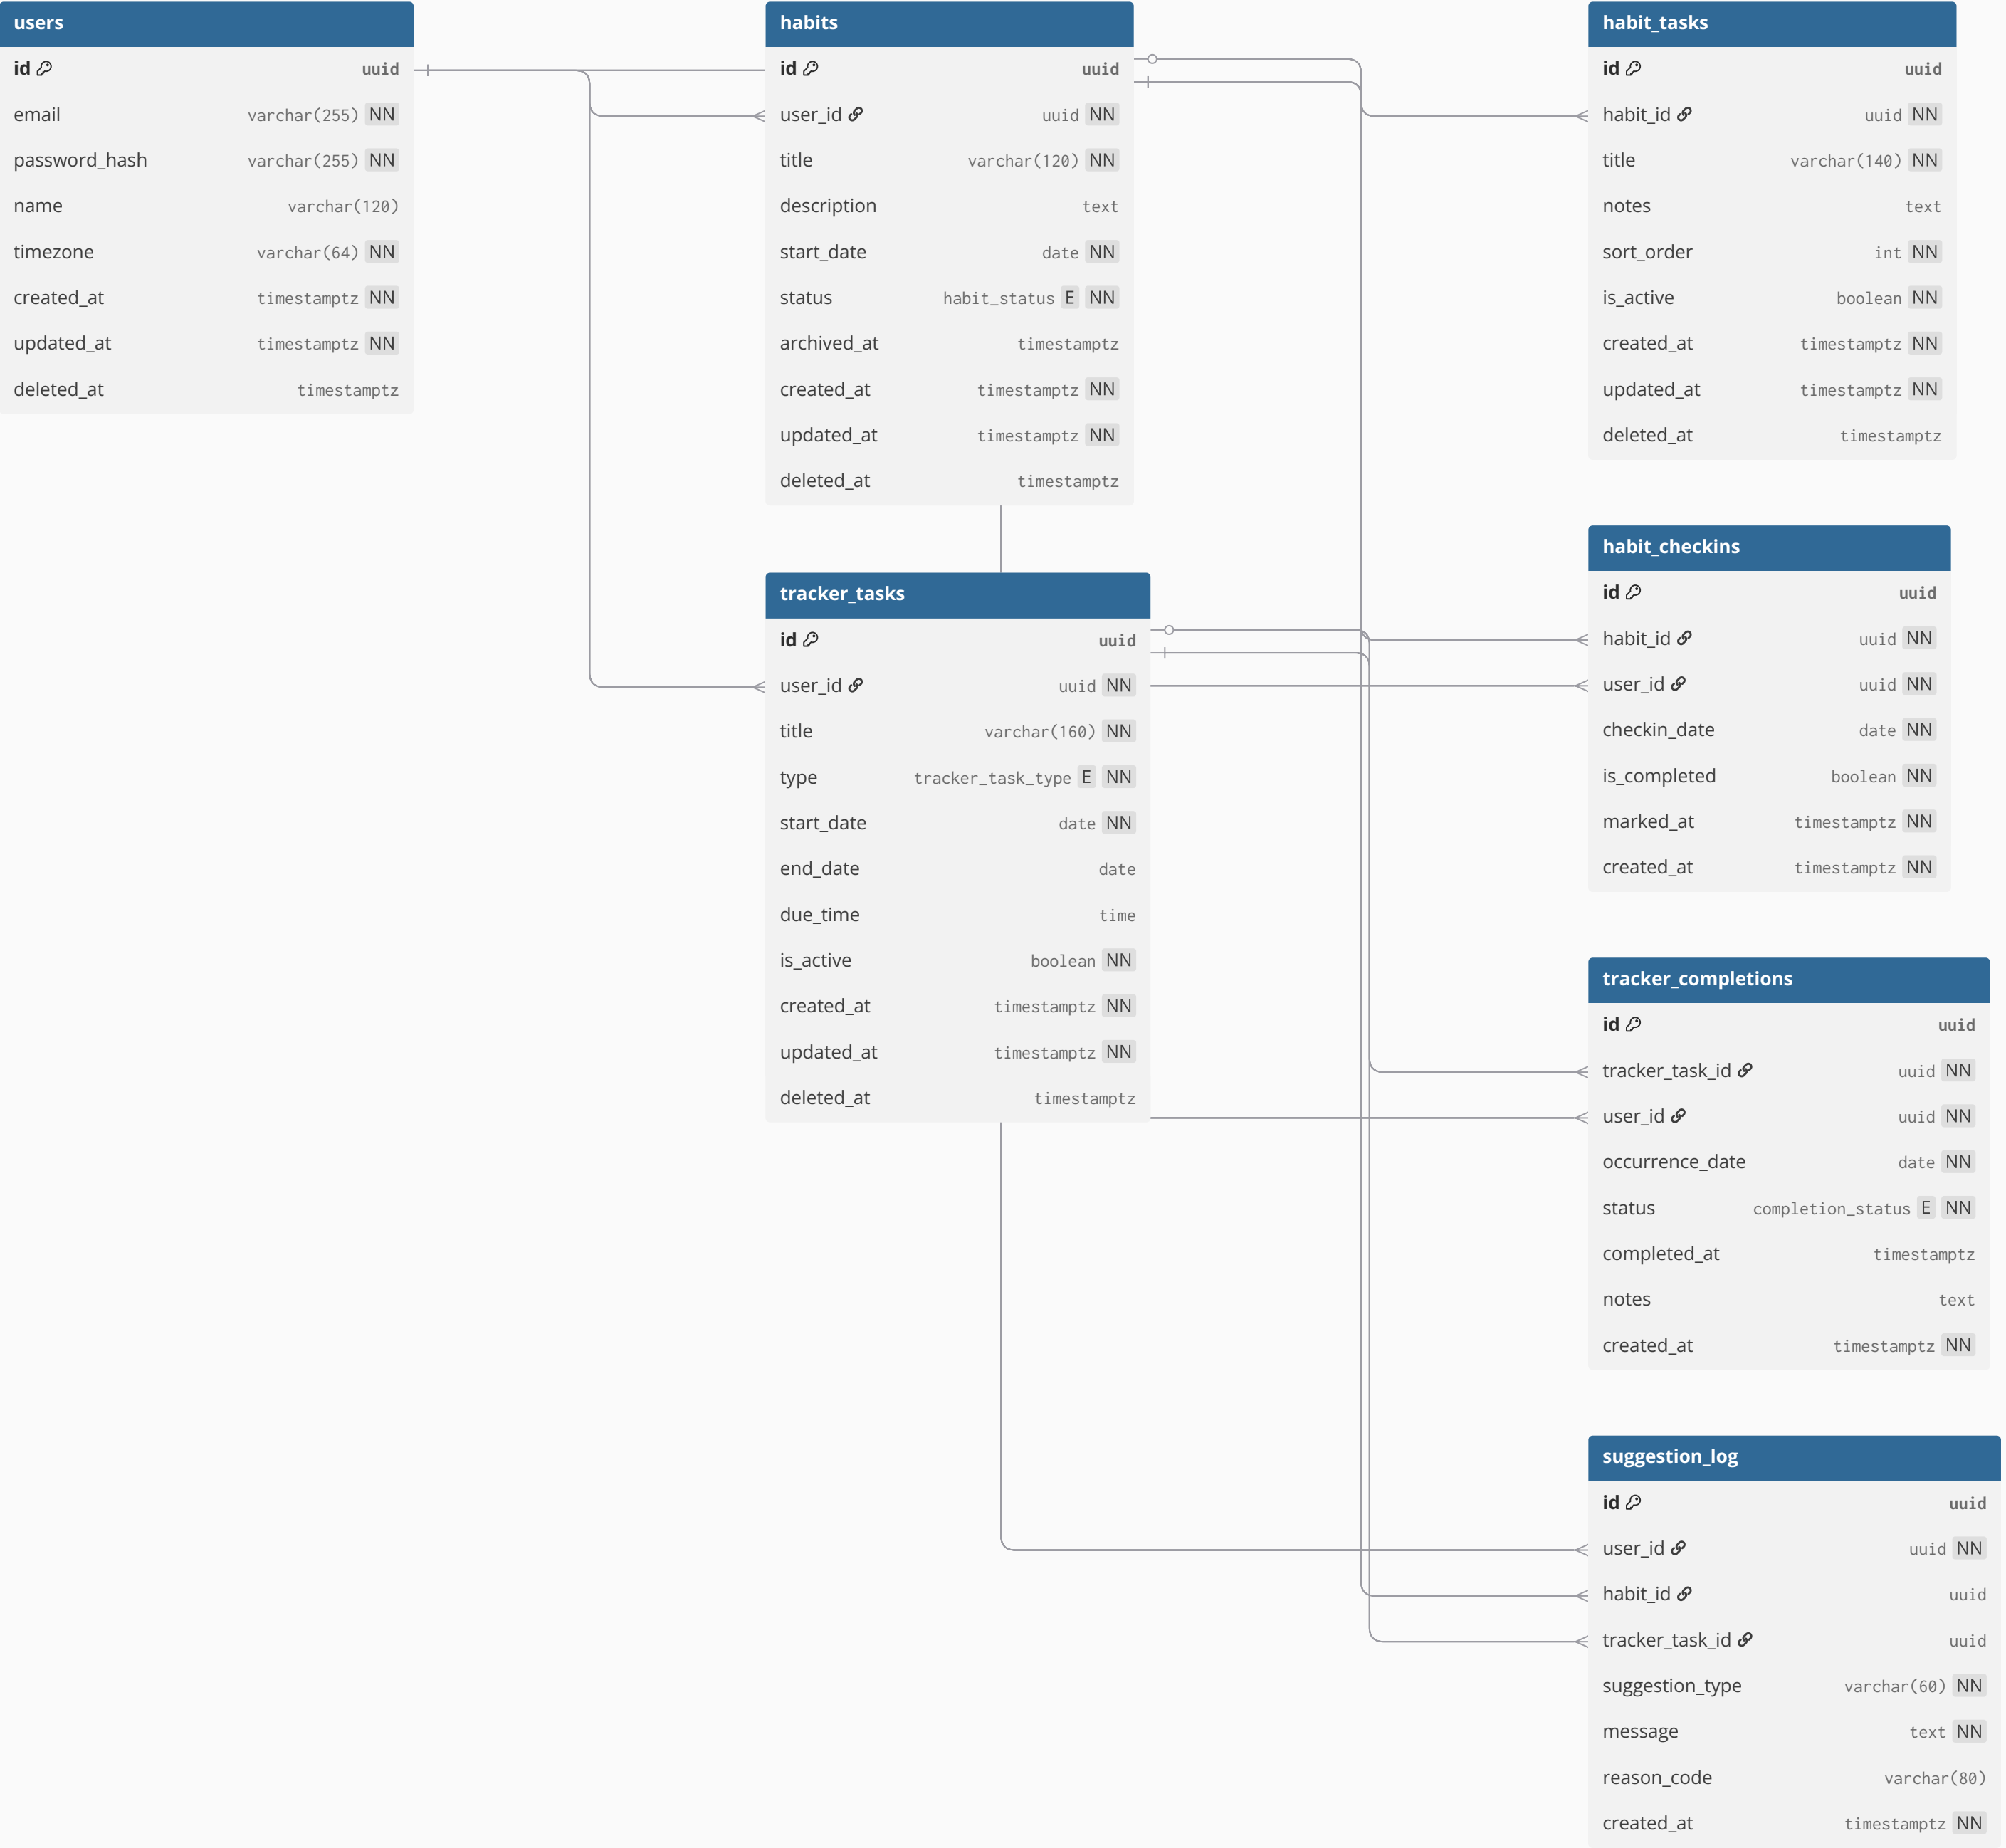 users
id uuid
email varchar(255) NN
password_hash varchar(255) NN
name varchar(120)
timezone varchar(64) NN
created_at timestamptz NN
updated_at timestamptz NN
deleted_at timestamptz
habits
id uuid
user_id uuid NN
title varchar(120) NN
description text
start_date date NN
status habit_status E NN
archived_at timestamptz
created_at timestamptz NN
updated_at timestamptz NN
deleted_at timestamptz
tracker_tasks
id uuid
user_id uuid NN
title varchar(160) NN
type tracker_task_type E NN
start_date date NN
end_date date
due_time time
is_active boolean NN
created_at timestamptz NN
updated_at timestamptz NN
deleted_at timestamptz
habit_tasks
id uuid
habit_id uuid NN
title varchar(140) NN
notes text
sort_order int NN
is_active boolean NN
created_at timestamptz NN
updated_at timestamptz NN
deleted_at timestamptz
habit_checkins
id uuid
habit_id uuid NN
user_id uuid NN
checkin_date date NN
is_completed boolean NN
marked_at timestamptz NN
created_at timestamptz NN
tracker_completions
id uuid
tracker_task_id uuid NN
user_id uuid NN
occurrence_date date NN
status completion_status E NN
completed_at timestamptz
notes text
created_at timestamptz NN
suggestion_log
id uuid
user_id uuid NN
habit_id uuid
tracker_task_id uuid
suggestion_type varchar(60) NN
message text NN
reason_code varchar(80)
created_at timestamptz NN